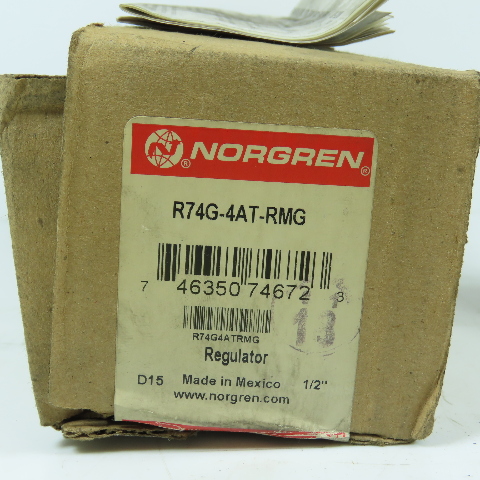 N® NORGREN®
R74G-4AT-RMG
7 46350 74672 3
R74G4ATRMG
Regulator
D15 Made in Mexico 1/2"
www.norgren.com